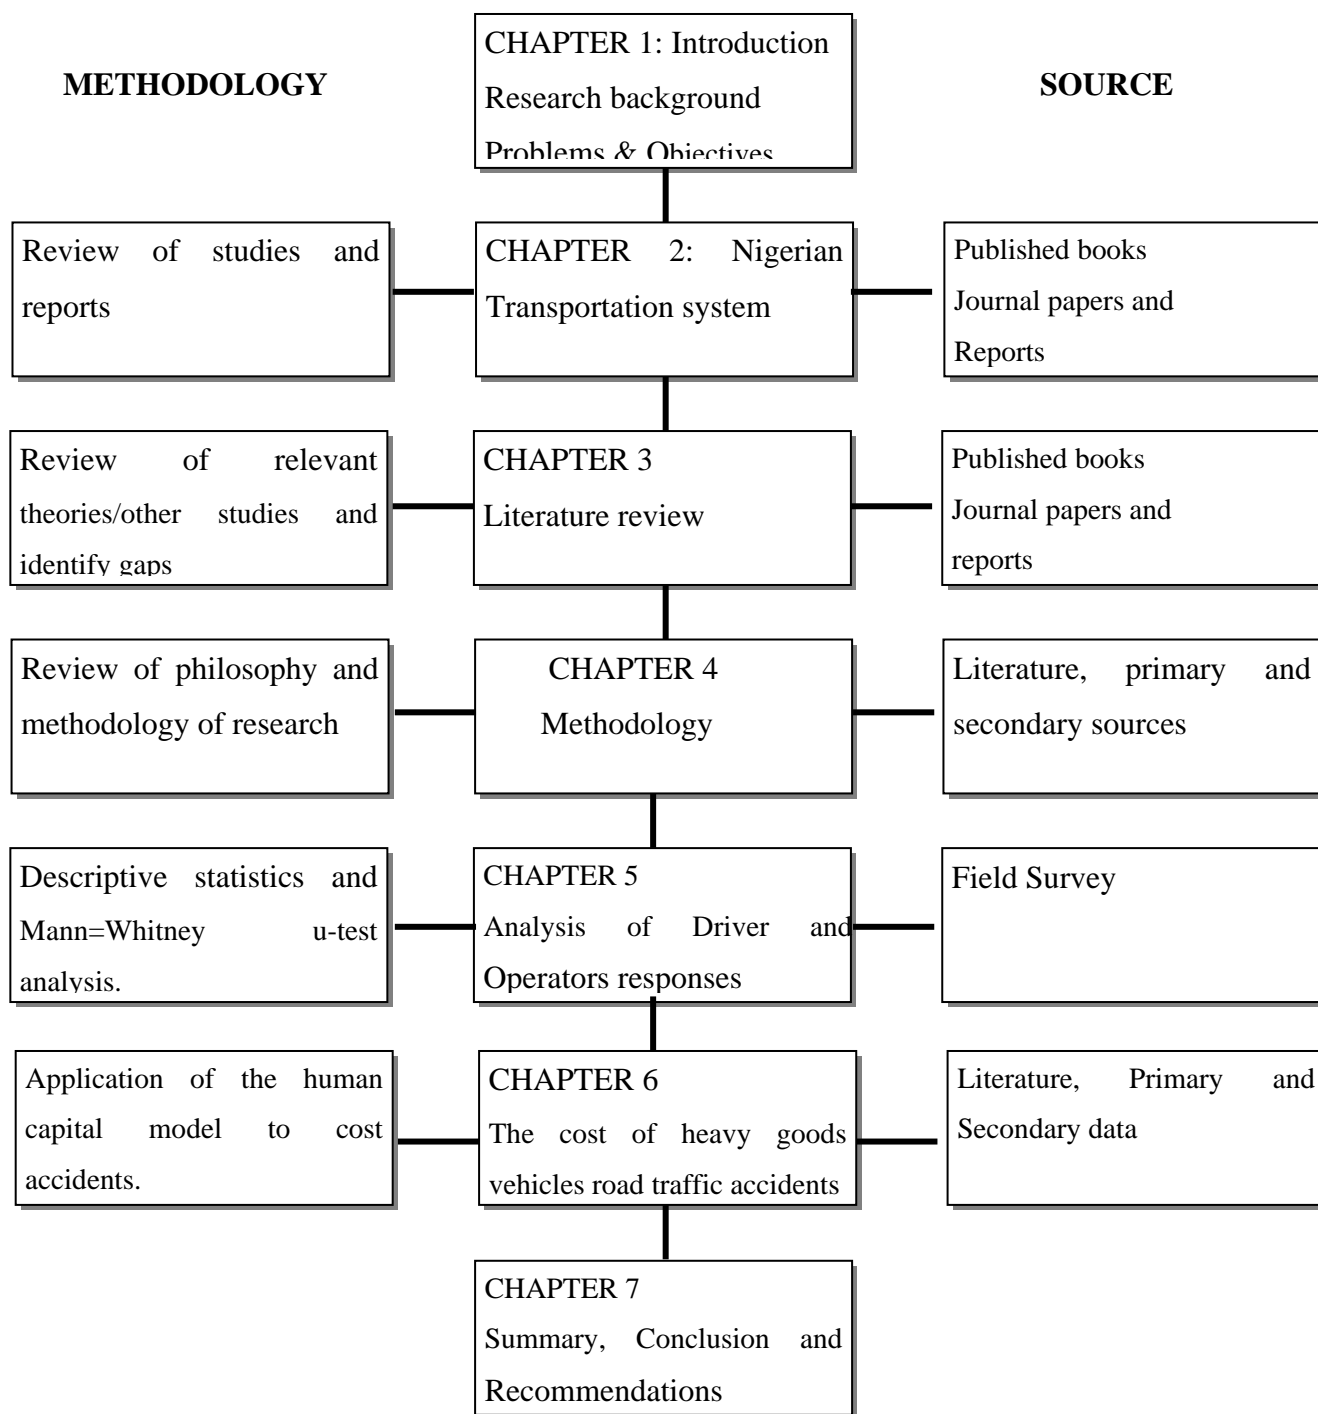 CHAPTER 1: Introduction
Research background
Problems & Objectives
METHODOLOGY
SOURCE
Review of studies and
reports
CHAPTER 2: Nigerian
Transportation system
Published books
Journal papers and
Reports
Review of relevant
theories/other studies and
identify gaps
CHAPTER 3
Literature review
Published books
Journal papers and
reports
Review of philosophy and
methodology of research
CHAPTER 4
Methodology
Literature, primary and
secondary sources
Descriptive statistics and
Mann=Whitney u-test
analysis.
CHAPTER 5
Analysis of Driver and
Operators responses
Field Survey
Application of the human
capital model to cost
accidents.
CHAPTER 6
The cost of heavy goods
vehicles road traffic accidents
Literature, Primary and
Secondary data
CHAPTER 7
Summary, Conclusion and
Recommendations